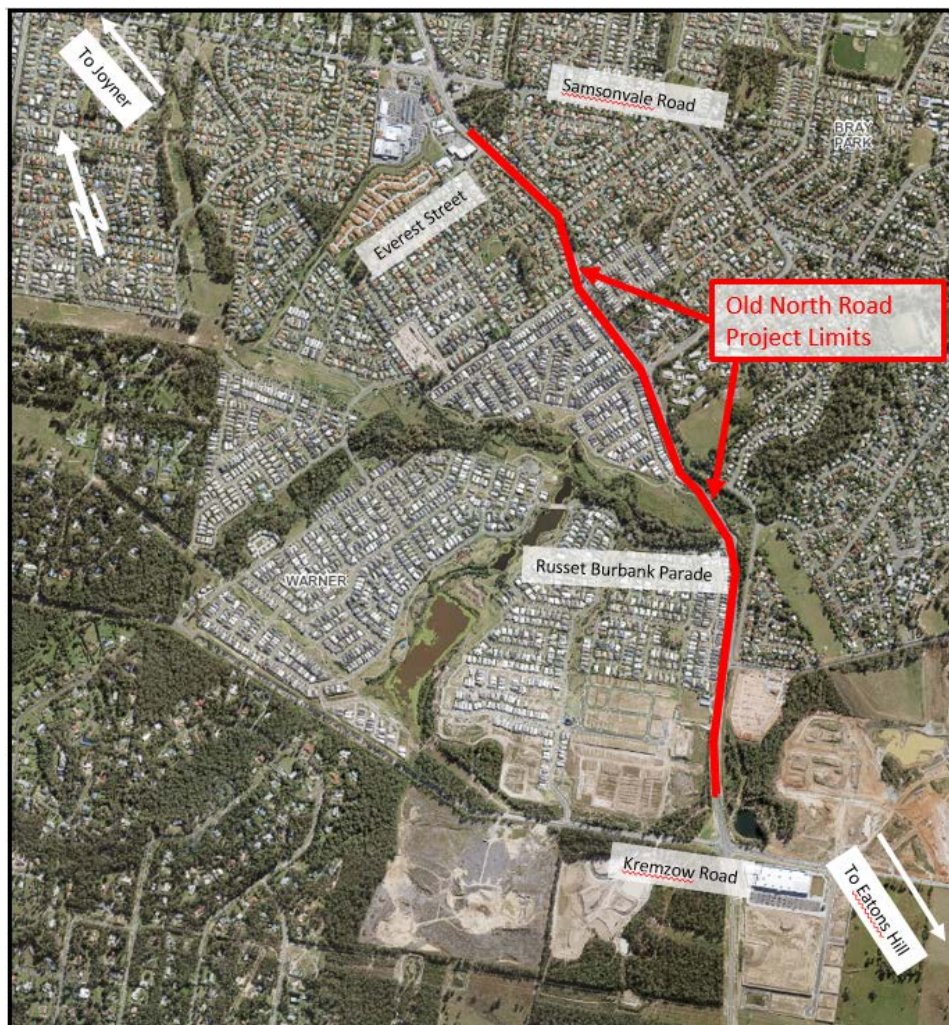 To Joyner
Samsonvale Road
BRAY
PARK
Everest Street
Old North Road
Project Limits
Russet Burbank Parade
WARNER
Kremzow Road
To Eatons Hill